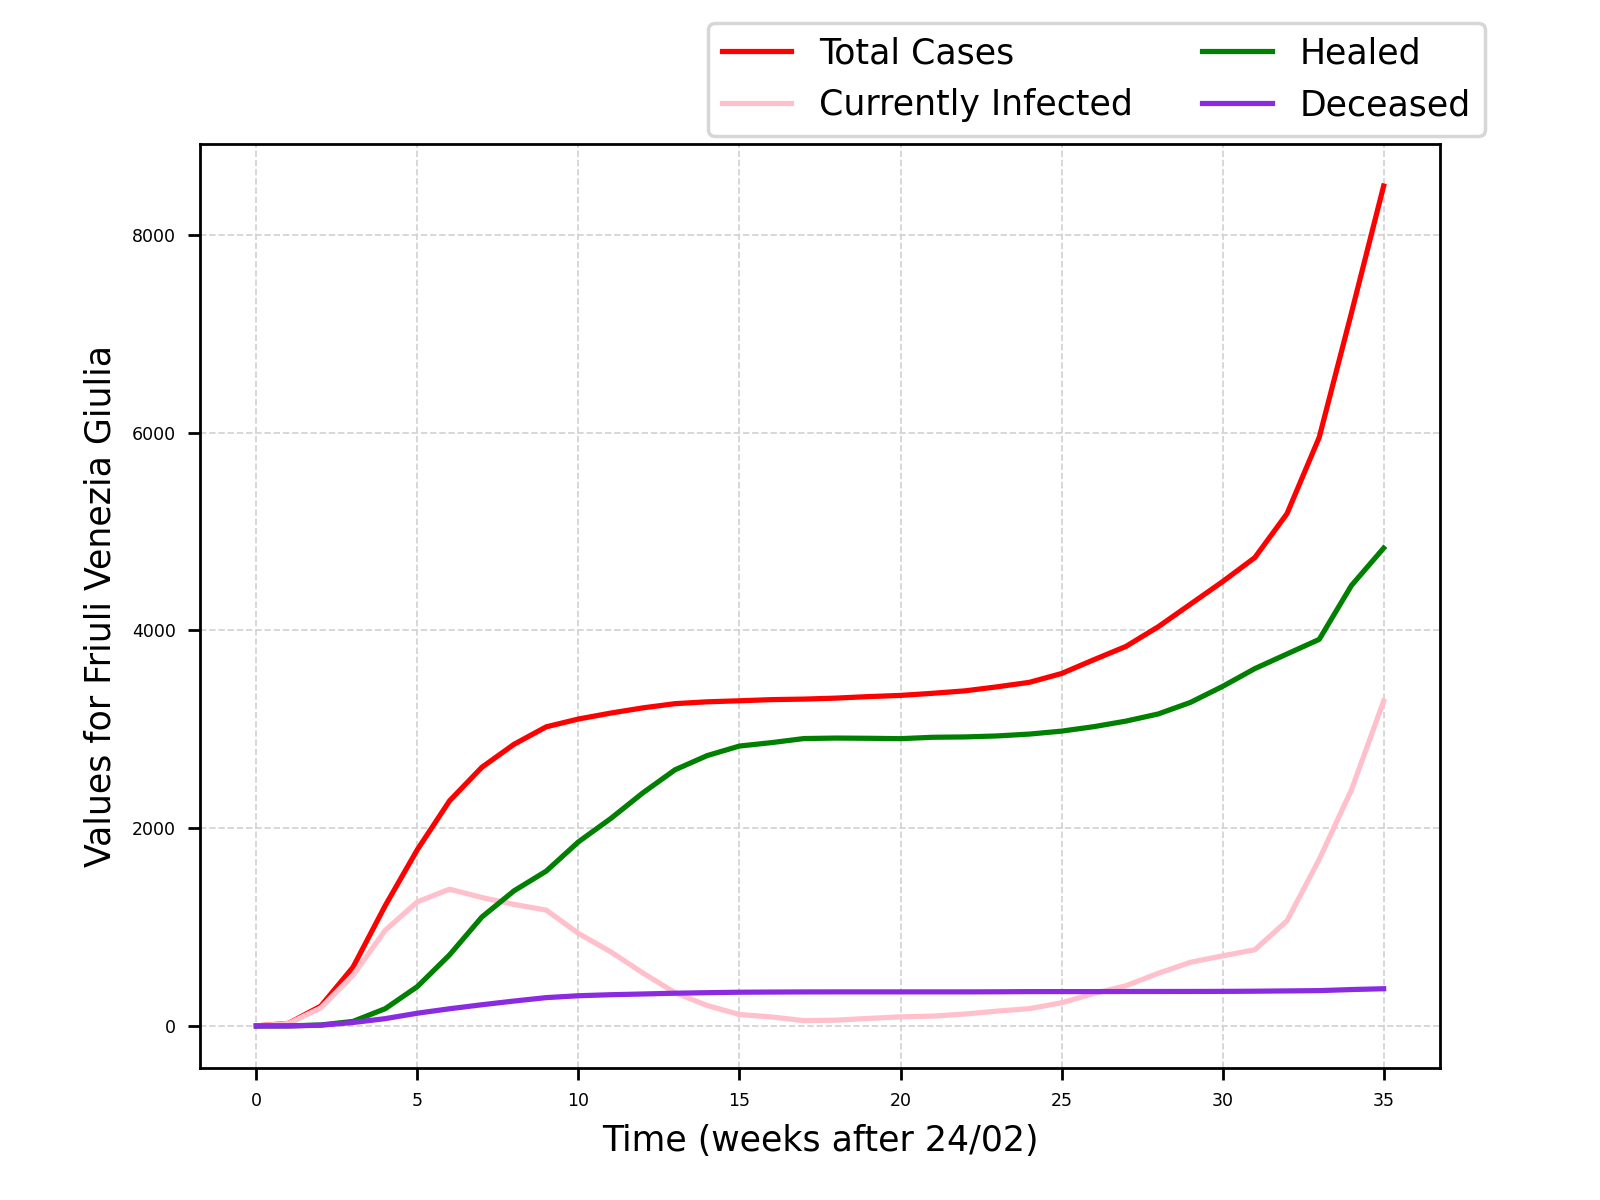 Total Cases
Currently Infected
Healed
Deceased
Values for Friuli Venezia Giulia
8000
6000
4000
2000
0
0 5 10 15 20 25 30 35
Time (weeks after 24/02)